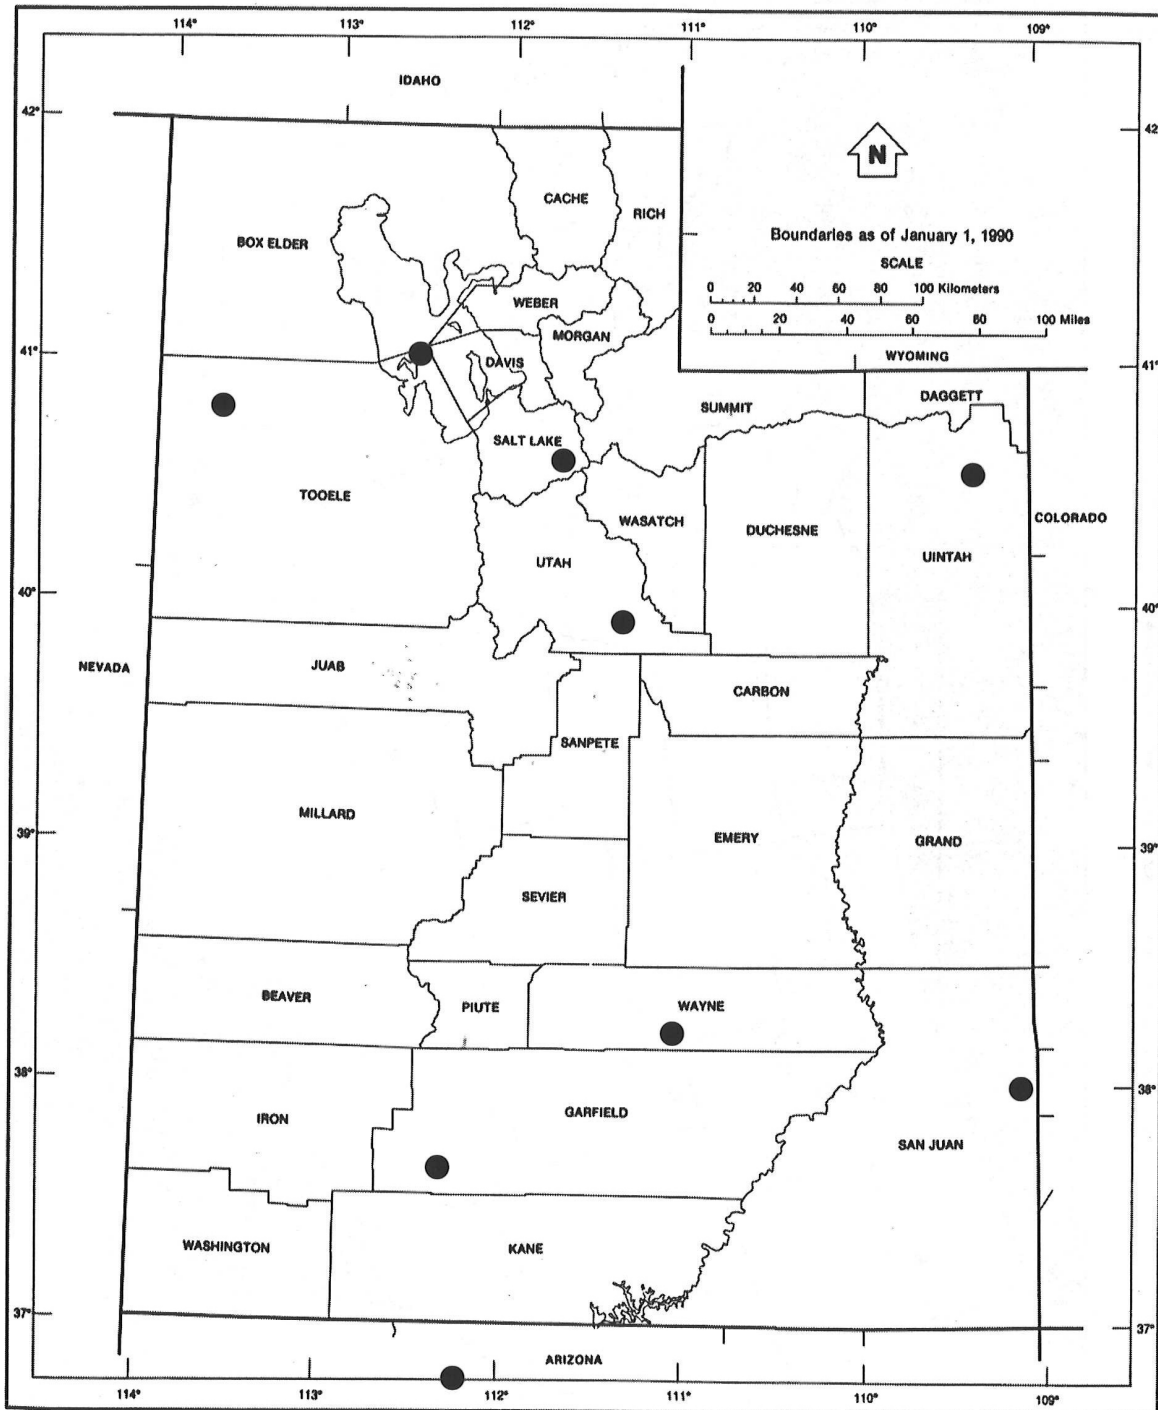 114° 113° 112° 111° 110° 109°
IDAHO
42° 42
N
CACHE
RICH
BOX ELDER
Boundaries as of January 1, 1990
SCALE
0 20 40 60 80 100 Kilometers
0 20 40 60 80 100 Miles
WEBER
MORGAN
41° 41°
WYOMING
DAVIS
DAGGETT
SUMMIT
SALT LAKE
TOOELE
WASATCH
DUCHESNE
COLORADO
UTAH
UINTAH
40° 40°
NEVADA
JUAB
CARBON
SANPETE
MILLARD
39° 39°
EMERY
GRAND
SEVIER
BEAVER
PIUTE
WAYNE
38° 38°
IRON
GARFIELD
SAN JUAN
WASHINGTON
KANE
37° 37°
ARIZONA
114° 113° 112° 111° 110° 109°